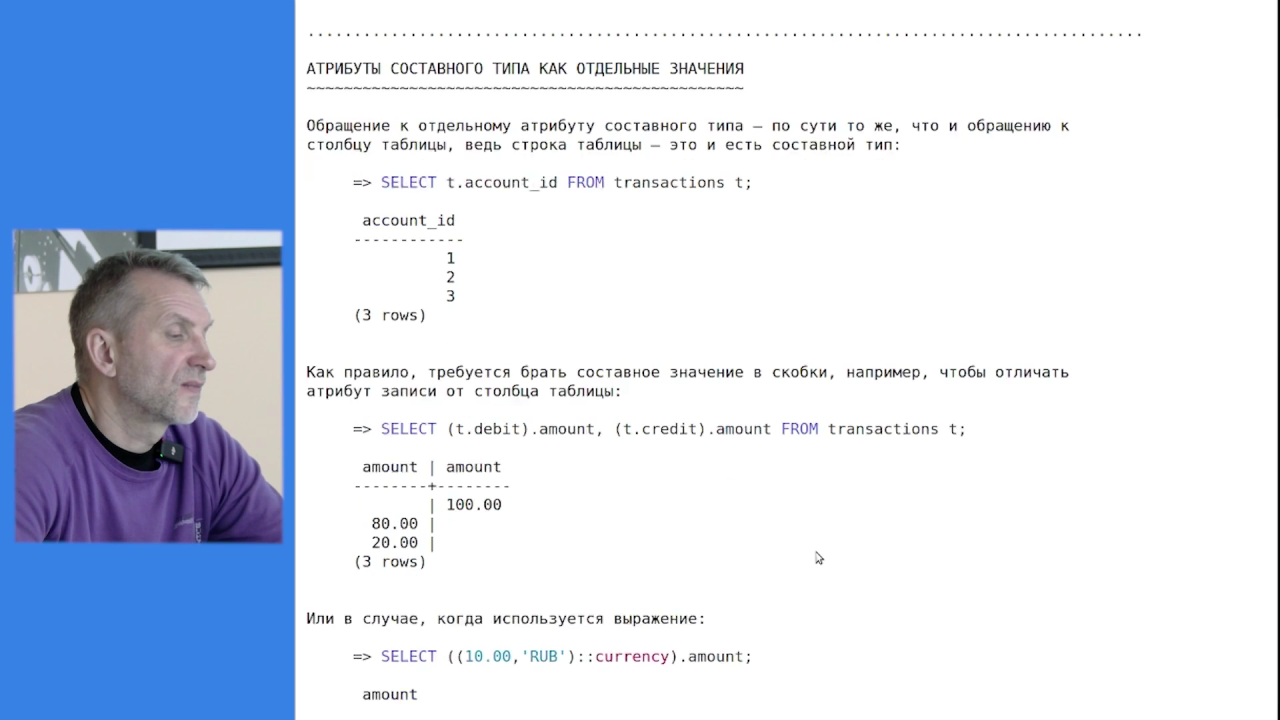 АТРИБУТЫ СОСТАВНОГО ТИПА КАК ОТДЕЛЬНЫЕ ЗНАЧЕНИЯ
~~~~~~~~~~~~~~~~~~~~~~~~~~~~~~~~~~~~~~~~~~~~~~~
Обращение к отдельному атрибуту составного типа — по сути то же, что и обращению к
столбцу таблицы, ведь строка таблицы — это и есть составной тип:
=> SELECT t.account_id FROM transactions t;
account_id
------------
1
2
3
(3 rows)
Как правило, требуется брать составное значение в скобки, например, чтобы отличать
атрибут записи от столбца таблицы:
=> SELECT (t.debit).amount, (t.credit).amount FROM transactions t;
amount | amount
--------+--------
| 100.00
80.00 |
20.00 |
(3 rows)
Или в случае, когда используется выражение:
=> SELECT ((10.00,'RUB')::currency).amount;
amount